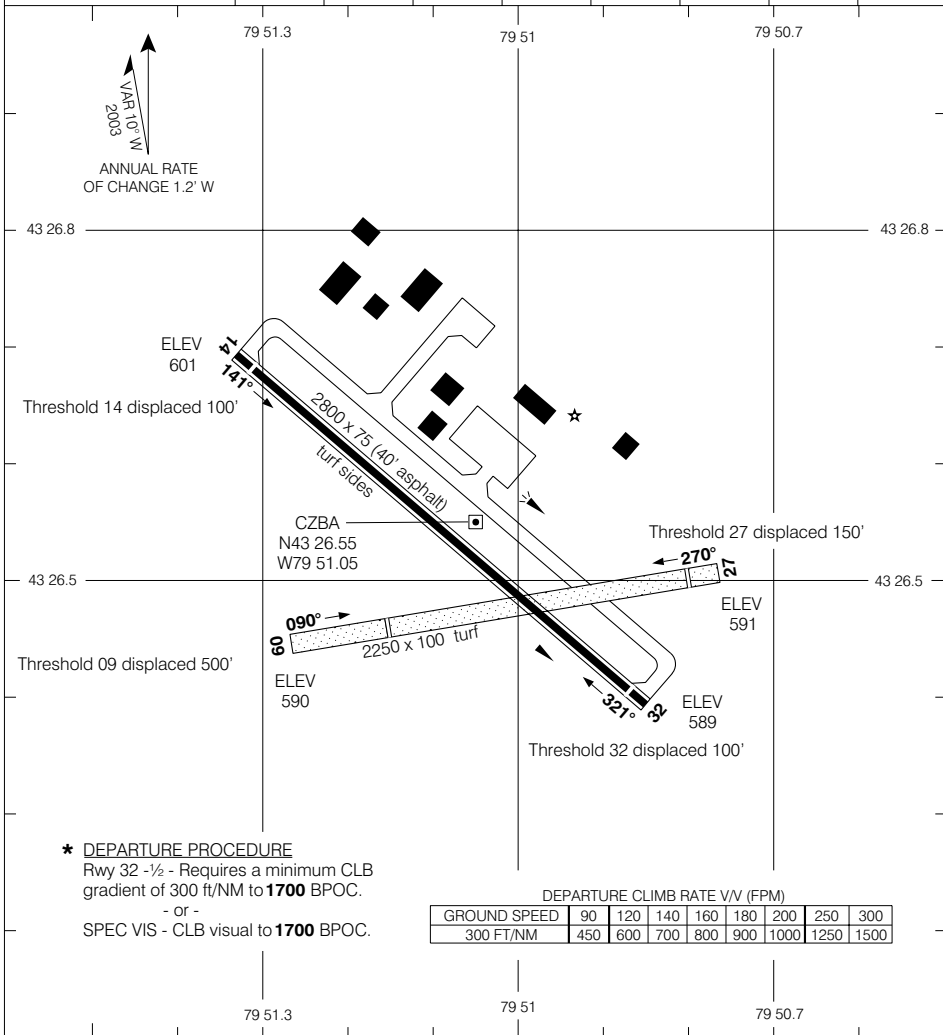 79 51.3
79 51
79 50.7
VAR 10° W
2003
ANNUAL RATE
OF CHANGE 1.2' W
43 26.8
43 26.8
ELEV
601
14
141°
Threshold 14 displaced 100'
2800 x 75 (40' asphalt)
turf sides
CZBA
N43 26.55
W79 51.05
Threshold 27 displaced 150'
270°
27
43 26.5
43 26.5
ELEV
591
090°
09
2250 x 100 turf
Threshold 09 displaced 500'
ELEV
590
321°
32
ELEV
589
Threshold 32 displaced 100'
* DEPARTURE PROCEDURE
Rwy 32 -½ - Requires a minimum CLB
gradient of 300 ft/NM to 1700 BPOC.
- or -
SPEC VIS - CLB visual to 1700 BPOC.
DEPARTURE CLIMB RATE V/V (FPM)
GROUND SPEED 90 120 140 160 180 200 250 300
300 FT/NM 450 600 700 800 900 1000 1250 1500
79 51.3
79 51
79 50.7